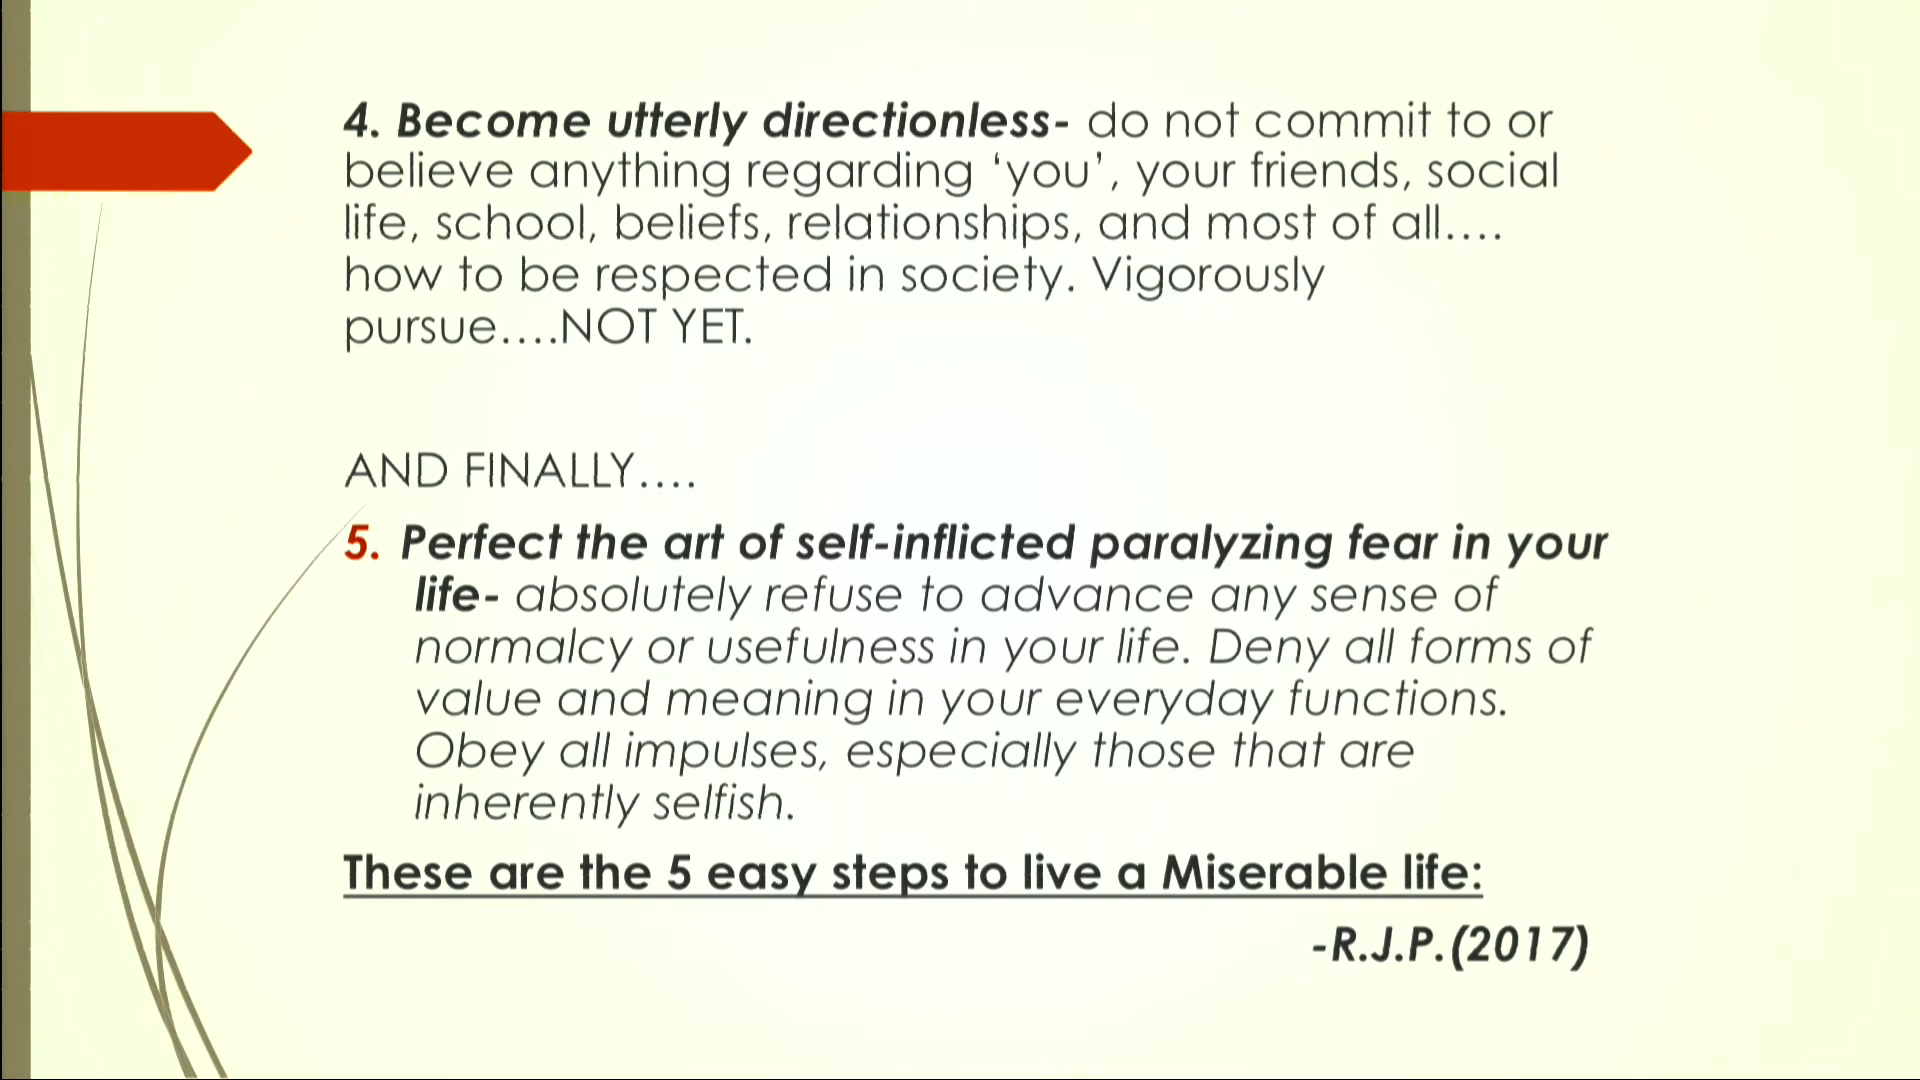 4. Become utterly directionless- do not commit to or
believe anything regarding ‘you’, your friends, social
life, school, beliefs, relationships, and most of all….
how to be respected in society. Vigorously
pursue….NOT YET.
AND FINALLY….
5. Perfect the art of self-inflicted paralyzing fear in your
life- absolutely refuse to advance any sense of
normalcy or usefulness in your life. Deny all forms of
value and meaning in your everyday functions.
Obey all impulses, especially those that are
inherently selfish.
These are the 5 easy steps to live a Miserable life:
-R.J.P.(2017)